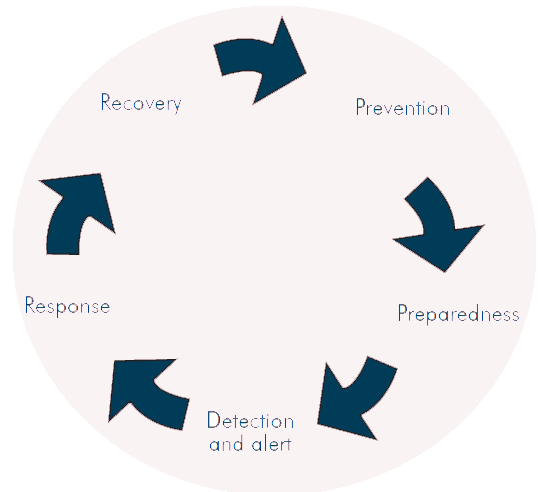 Recovery
Prevention
Response
Preparedness
Detection
and alert